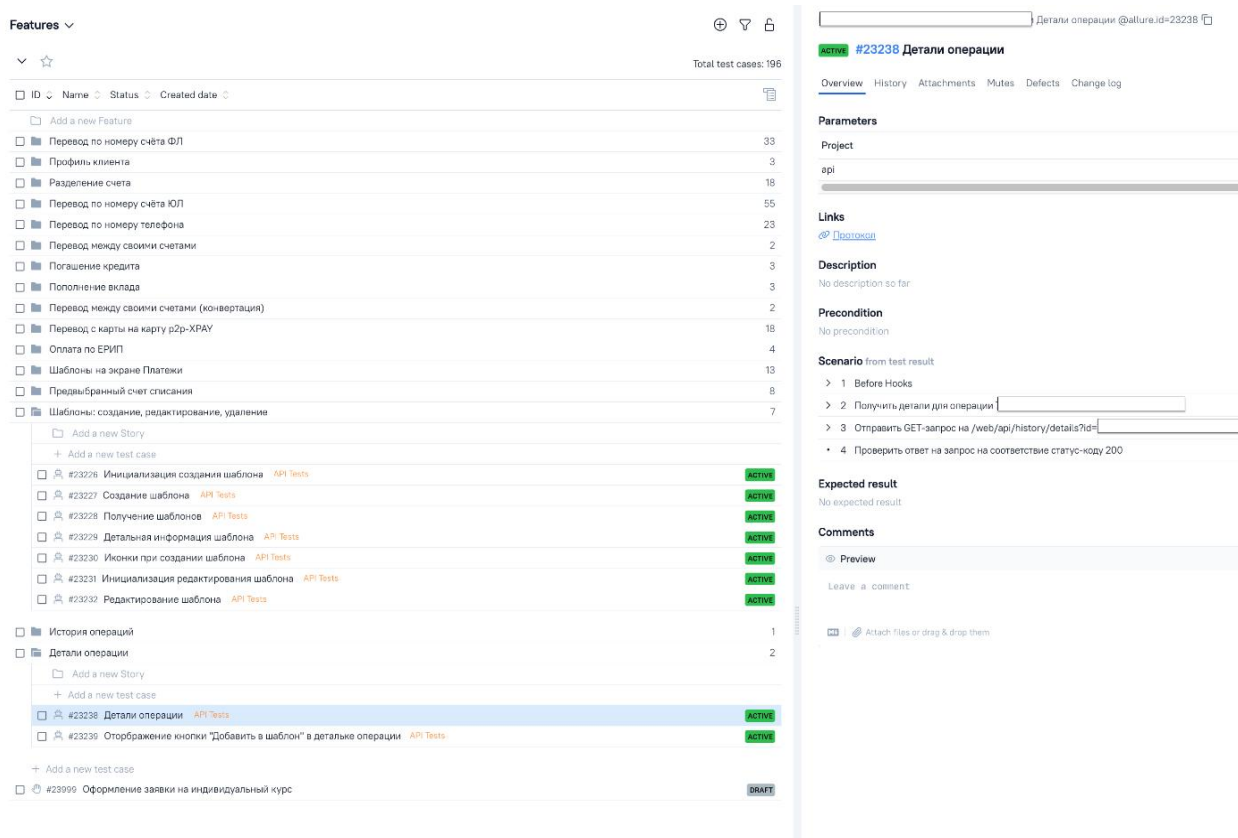 Features
Total test cases: 196
ID Name Status Created date
Add a new Feature
Перевод по номеру счёта ФЛ 33
Профиль клиента 3
Разделение счета 18
Перевод по номеру счёта ЮЛ 55
Перевод по номеру телефона 23
Перевод между своими счетами 2
Погашение кредита 3
Пополнение вклада 3
Перевод между своими счетами (конвертация) 2
Перевод с карты на карту p2p-XPAY 18
Оплата по ЕРИП 4
Шаблоны на экране Платежи 13
Предвыбранный счет списания 8
Шаблоны: создание, редактирование, удаление 7
Add a new Story
Add a new test case
#23226 Инициализация создания шаблона API Tests ACTIVE
#23227 Создание шаблона API Tests ACTIVE
#23228 Получение шаблонов API Tests ACTIVE
#23229 Детальная информация шаблона API Tests ACTIVE
#23230 Иконки при создании шаблона API Tests ACTIVE
#23231 Инициализация редактирования шаблона API Tests ACTIVE
#23232 Редактирование шаблона API Tests ACTIVE
История операций 1
Детали операции 2
Add a new Story
Add a new test case
#23238 Детали операции API Tests ACTIVE
#23239 Оторбражение кнопки "Добавить в шаблон" в детальке операции API Tests ACTIVE
Add a new test case
#23999 Оформление заявки на индивидуальный курс DRAFT
Детали операции @allure.id=23238
ACTIVE #23238 Детали операции
Overview History Attachments Mutes Defects Change log
Parameters
Project
api
Links
Протокол
Description
No description so far
Precondition
No precondition
Scenario from test result
1 Before Hooks
2 Получить детали для операции
3 Отправить GET-запрос на /web/api/history/details?id=
4 Проверить ответ на запрос на соответствие статус-коду 200
Expected result
No expected result
Comments
Preview
Leave a comment
Attach files or drag & drop them